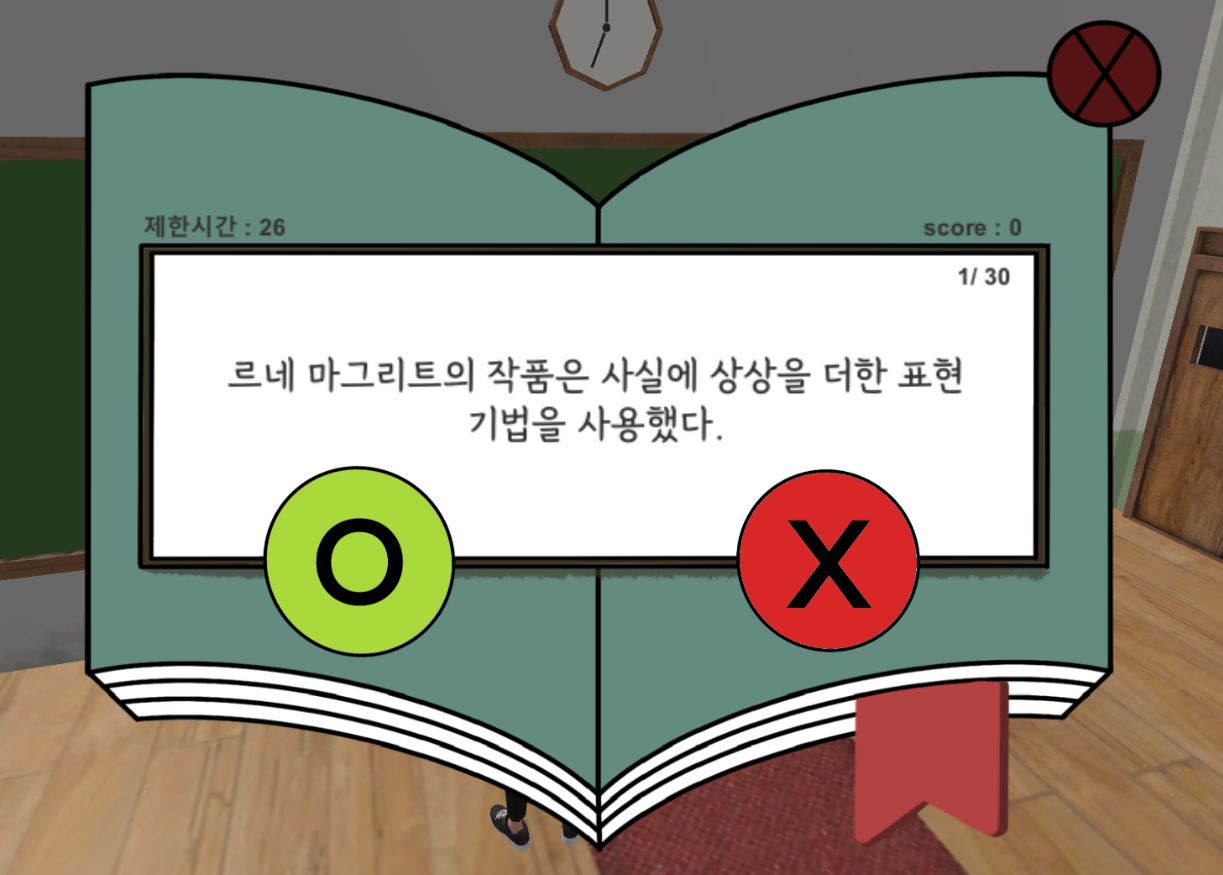 제한시간 : 26
score : 0
1/ 30
르네 마그리트의 작품은 사실에 상상을 더한 표현
기법을 사용했다.
O
X